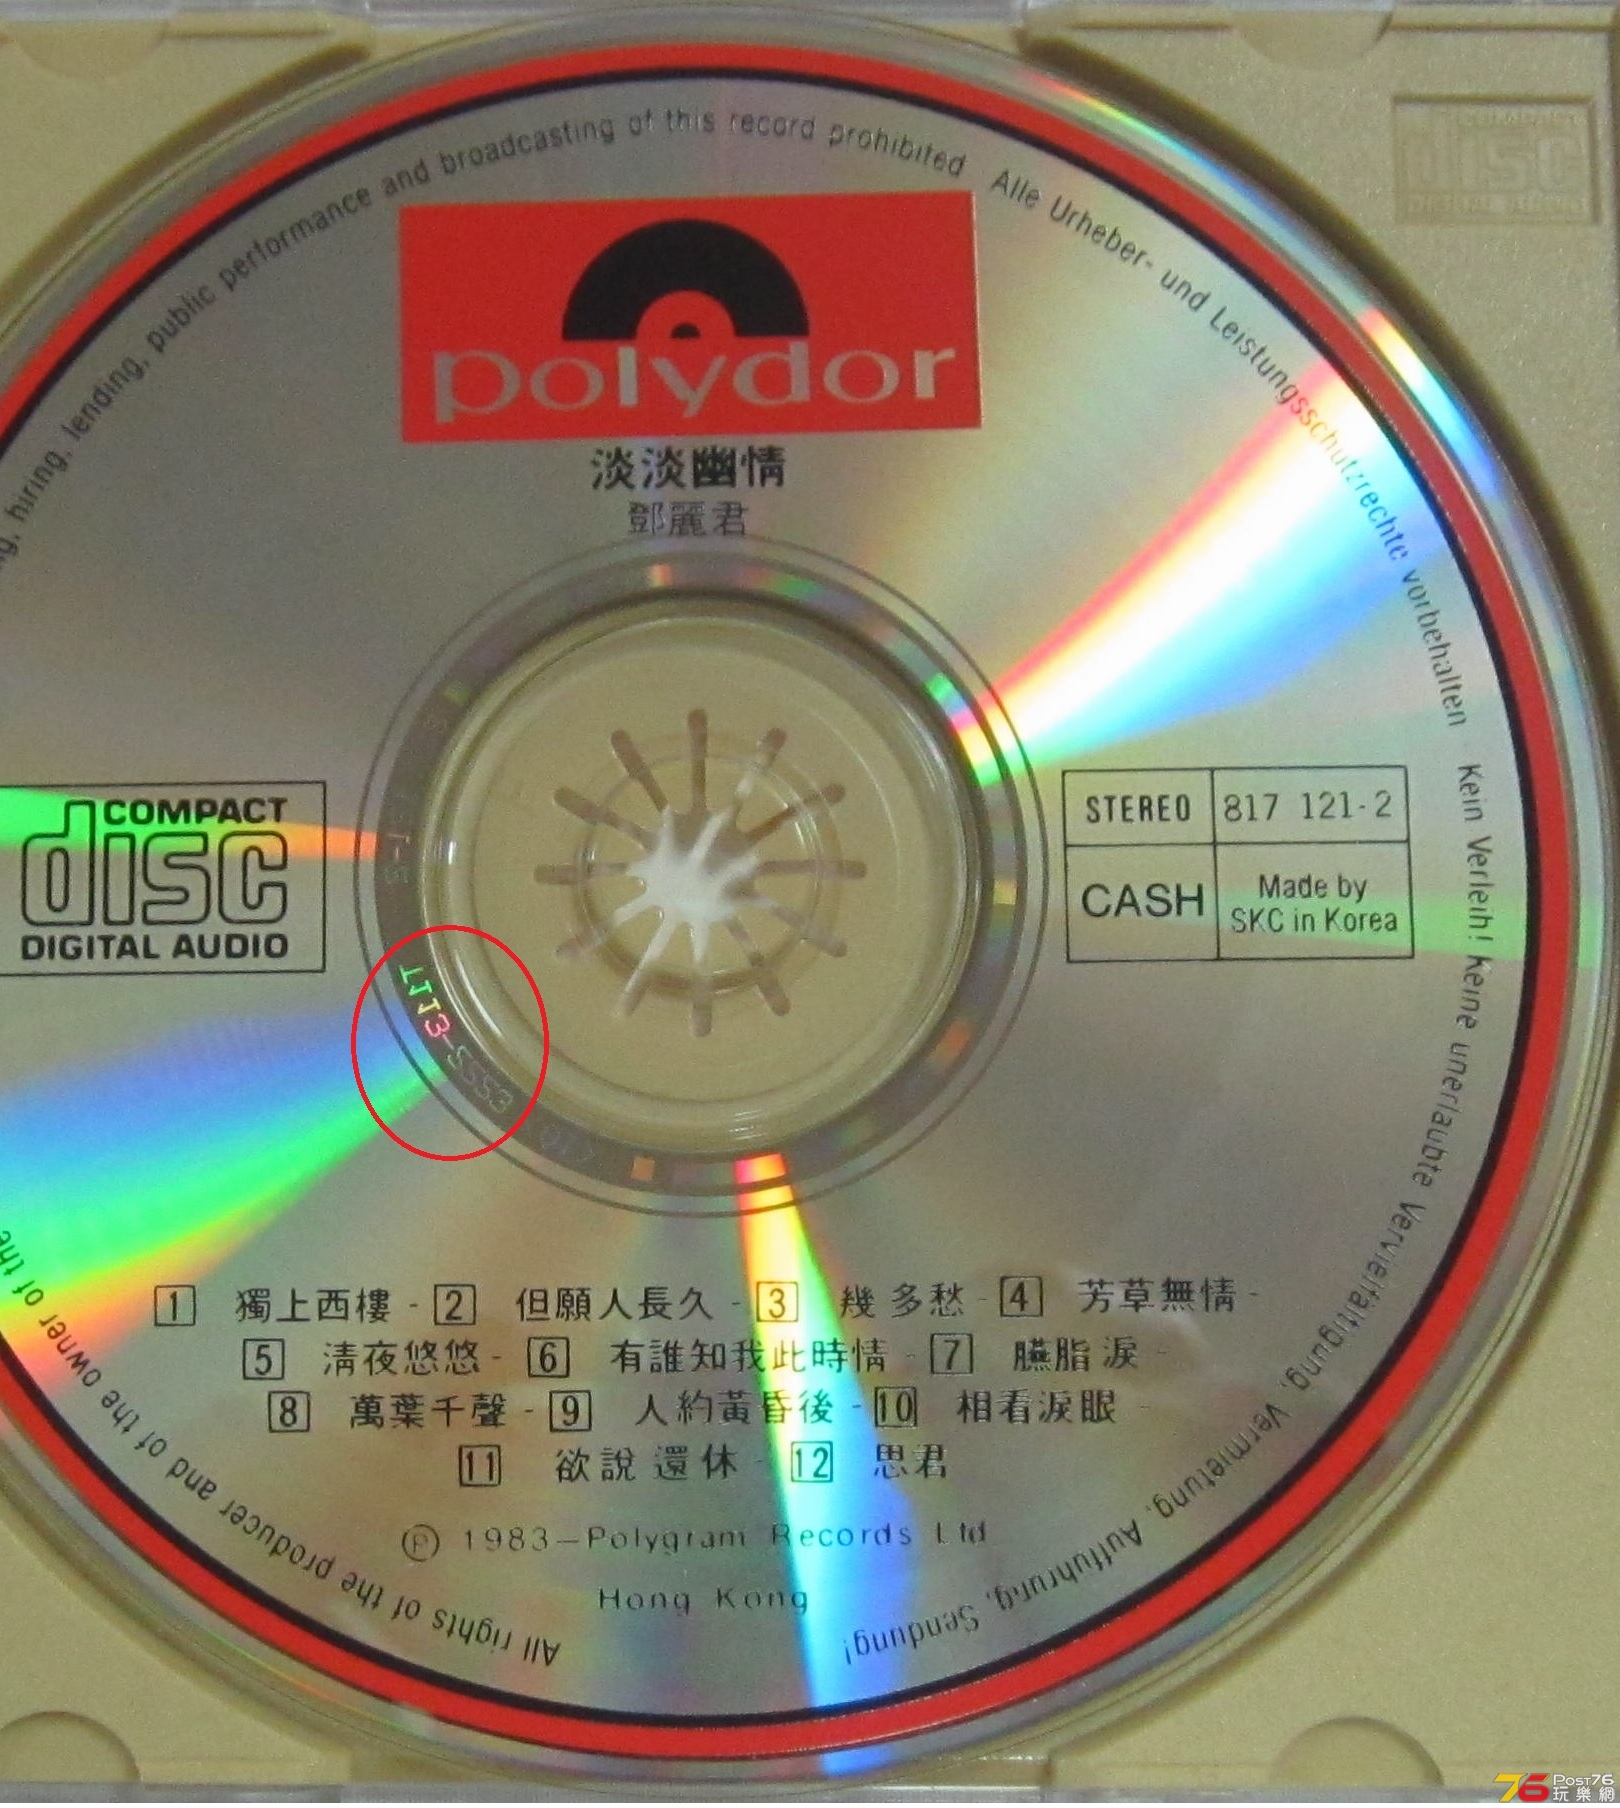 g, hiring, lending, public performance and broadcasting of this record prohibited Alle Urheber- und Leistungsschutzrechte vorbehalten Kein Verleih! Keine unerlaubte Vervielfältigung, Vermietung, Aufführung, Sendung!
polydor
淡淡幽情
鄧麗君
COMPACT
disc
DIGITAL AUDIO
STEREO 817 121-2
CASH Made by
SKC in Korea
1 獨上西樓 - 2 但願人長久 - 3 幾多愁 - 4 芳草無情 -
5 清夜悠悠 - 6 有誰知我此時情 - 7 臙脂淚 -
8 萬葉千聲 - 9 人約黃昏後 - 10 相看淚眼 -
11 欲說還休 - 12 思君
Ⓟ 1983–Polygram Records Ltd
Hong Kong
All rights of the producer and of the owner of the
COMPACT
disc
DIGITAL AUDIO
Post76
玩樂網